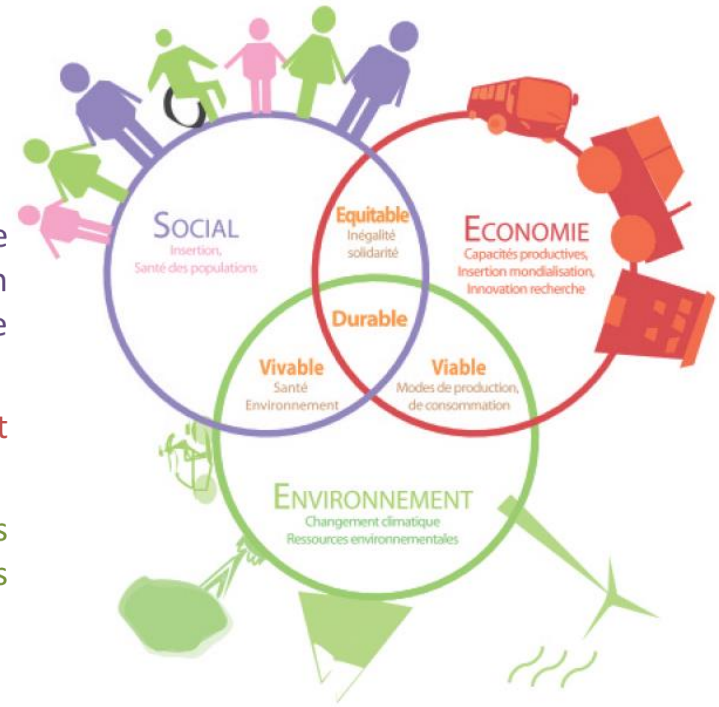 SOCIAL
Insertion,
Santé des populations
Equitable
Inégalité
solidarité
ECONOMIE
Capacités productives,
Insertion mondialisation,
Innovation recherche
Durable
Vivable
Santé
Environnement
Viable
Modes de production,
de consommation
ENVIRONNEMENT
Changement climatique
Ressources environnementales